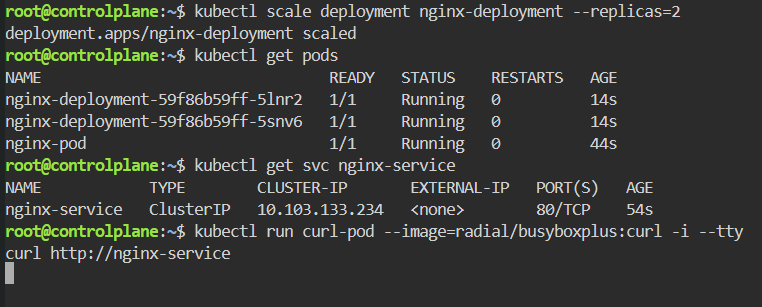 root@controlplane:~$ kubectl scale deployment nginx-deployment --replicas=2
deployment.apps/nginx-deployment scaled
root@controlplane:~$ kubectl get pods
NAME                                READY   STATUS    RESTARTS   AGE
nginx-deployment-59f86b59ff-5lnr2   1/1     Running   0          14s
nginx-deployment-59f86b59ff-5snv6   1/1     Running   0          14s
nginx-pod                           1/1     Running   0          44s
root@controlplane:~$ kubectl get svc nginx-service
NAME            TYPE        CLUSTER-IP       EXTERNAL-IP   PORT(S)   AGE
nginx-service   ClusterIP   10.103.133.234   <none>        80/TCP    54s
root@controlplane:~$ kubectl run curl-pod --image=radial/busyboxplus:curl -i --tty
curl http://nginx-service